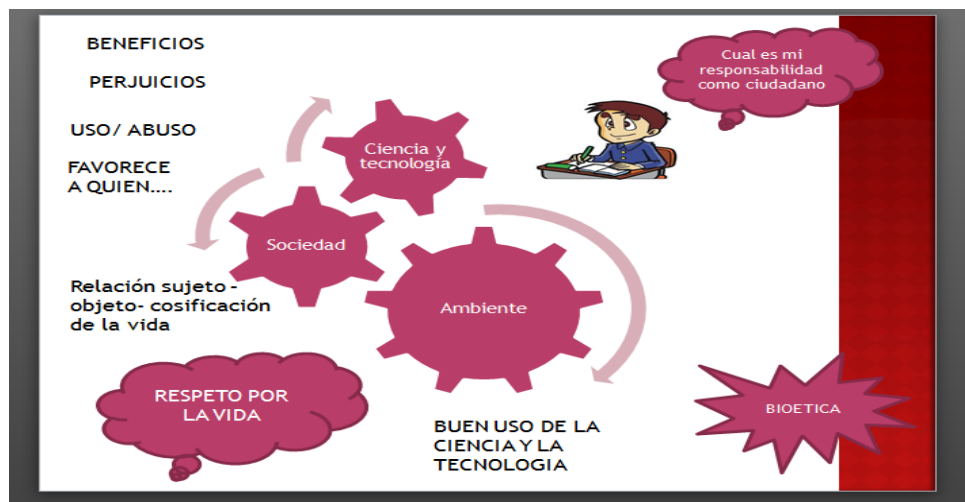 BENEFICIOS
PERJUICIOS
USO/ ABUSO
FAVORECE
A QUIEN....
Cual es mi
responsabilidad
como ciudadano
Ciencia y
tecnología
Sociedad
Ambiente
Relación sujeto -
objeto- cosificación
de la vida
RESPETO POR
LA VIDA
BUEN USO DE LA
CIENCIA Y LA
TECNOLOGIA
BIOETICA